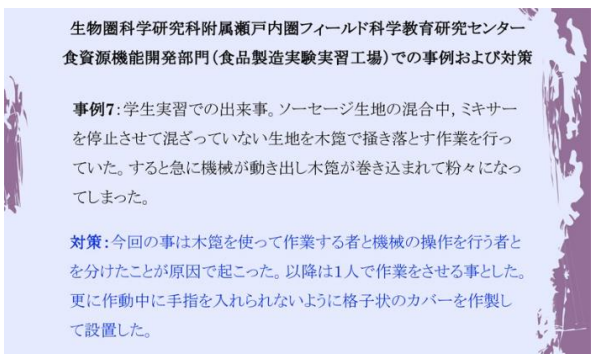 生物圏科学研究科附属瀬戸内圏フィールド科学教育研究センター
食資源機能開発部門(食品製造実験実習工場)での事例および対策
事例7:学生実習での出来事。ソーセージ生地の混合中,ミキサー
を停止させて混ざっていない生地を木箆で掻き落とす作業を行っ
ていた。すると急に機械が動き出し木箆が巻き込まれて粉々になっ
てしまった。
対策:今回の事は木箆を使って作業する者と機械の操作を行う者と
を分けたことが原因で起こった。以降は1人で作業をさせる事とした。
更に作動中に手指を入れられないように格子状のカバーを作製し
て設置した。